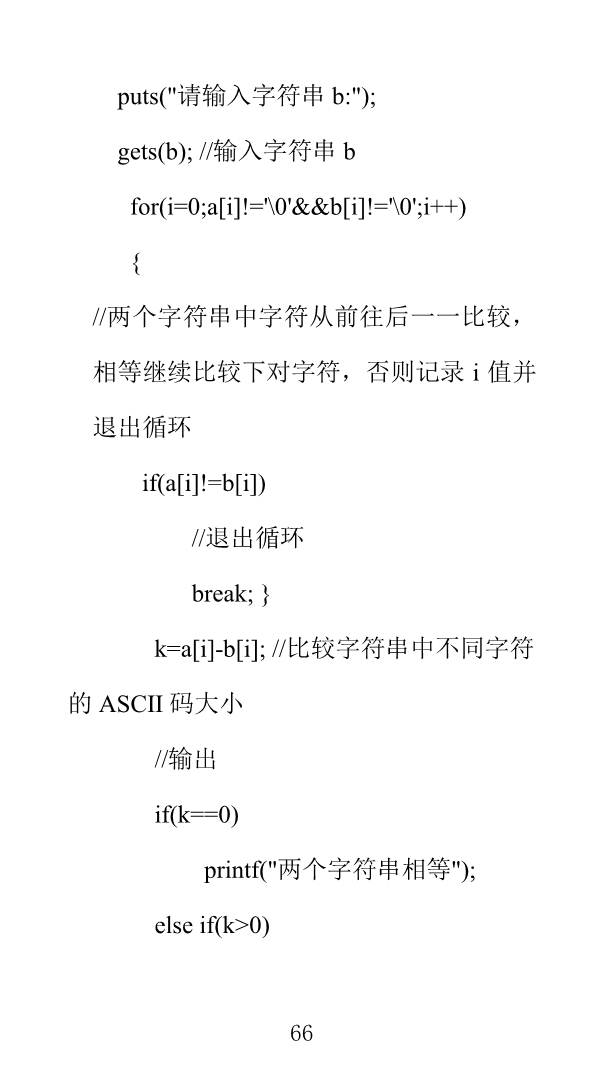 puts("请输入字符串 b:");
gets(b); //输入字符串 b
for(i=0;a[i]!='\0'&&b[i]!='\0';i++)
{
//两个字符串中字符从前往后一一比较，
相等继续比较下对字符，否则记录 i 值并
退出循环
if(a[i]!=b[i])
//退出循环
break; }
k=a[i]-b[i]; //比较字符串中不同字符
的 ASCII 码大小
//输出
if(k==0)
printf("两个字符串相等");
else if(k>0)
66